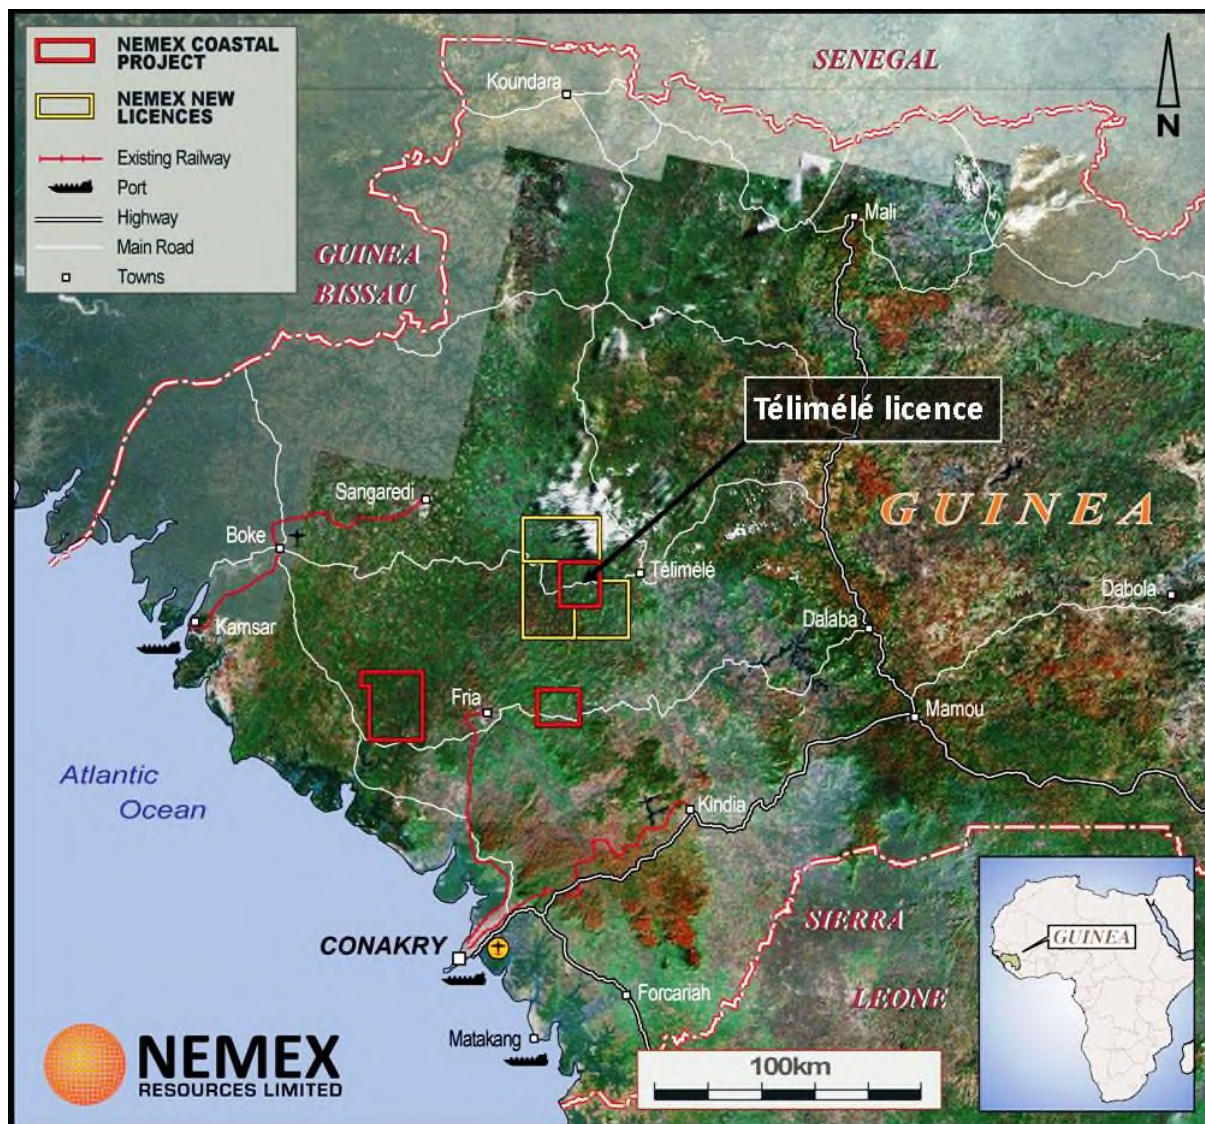 NEMEX COASTAL
PROJECT
NEMEX NEW
LICENCES
Existing Railway
Port
Highway
Main Road
Towns
SENEGAL
N
Koundara
Mali
GUINEA
BISSAU
Télimélé licence
GUINEA
Sangaredi
Boke
Télimélé
Dabola
Kamsar
Dalaba
Fria
Mamou
Atlantic
Ocean
Kindia
SIERRA
LEONE
GUINEA
CONAKRY
Forcariah
Matakang
NEMEX
RESOURCES LIMITED
100km